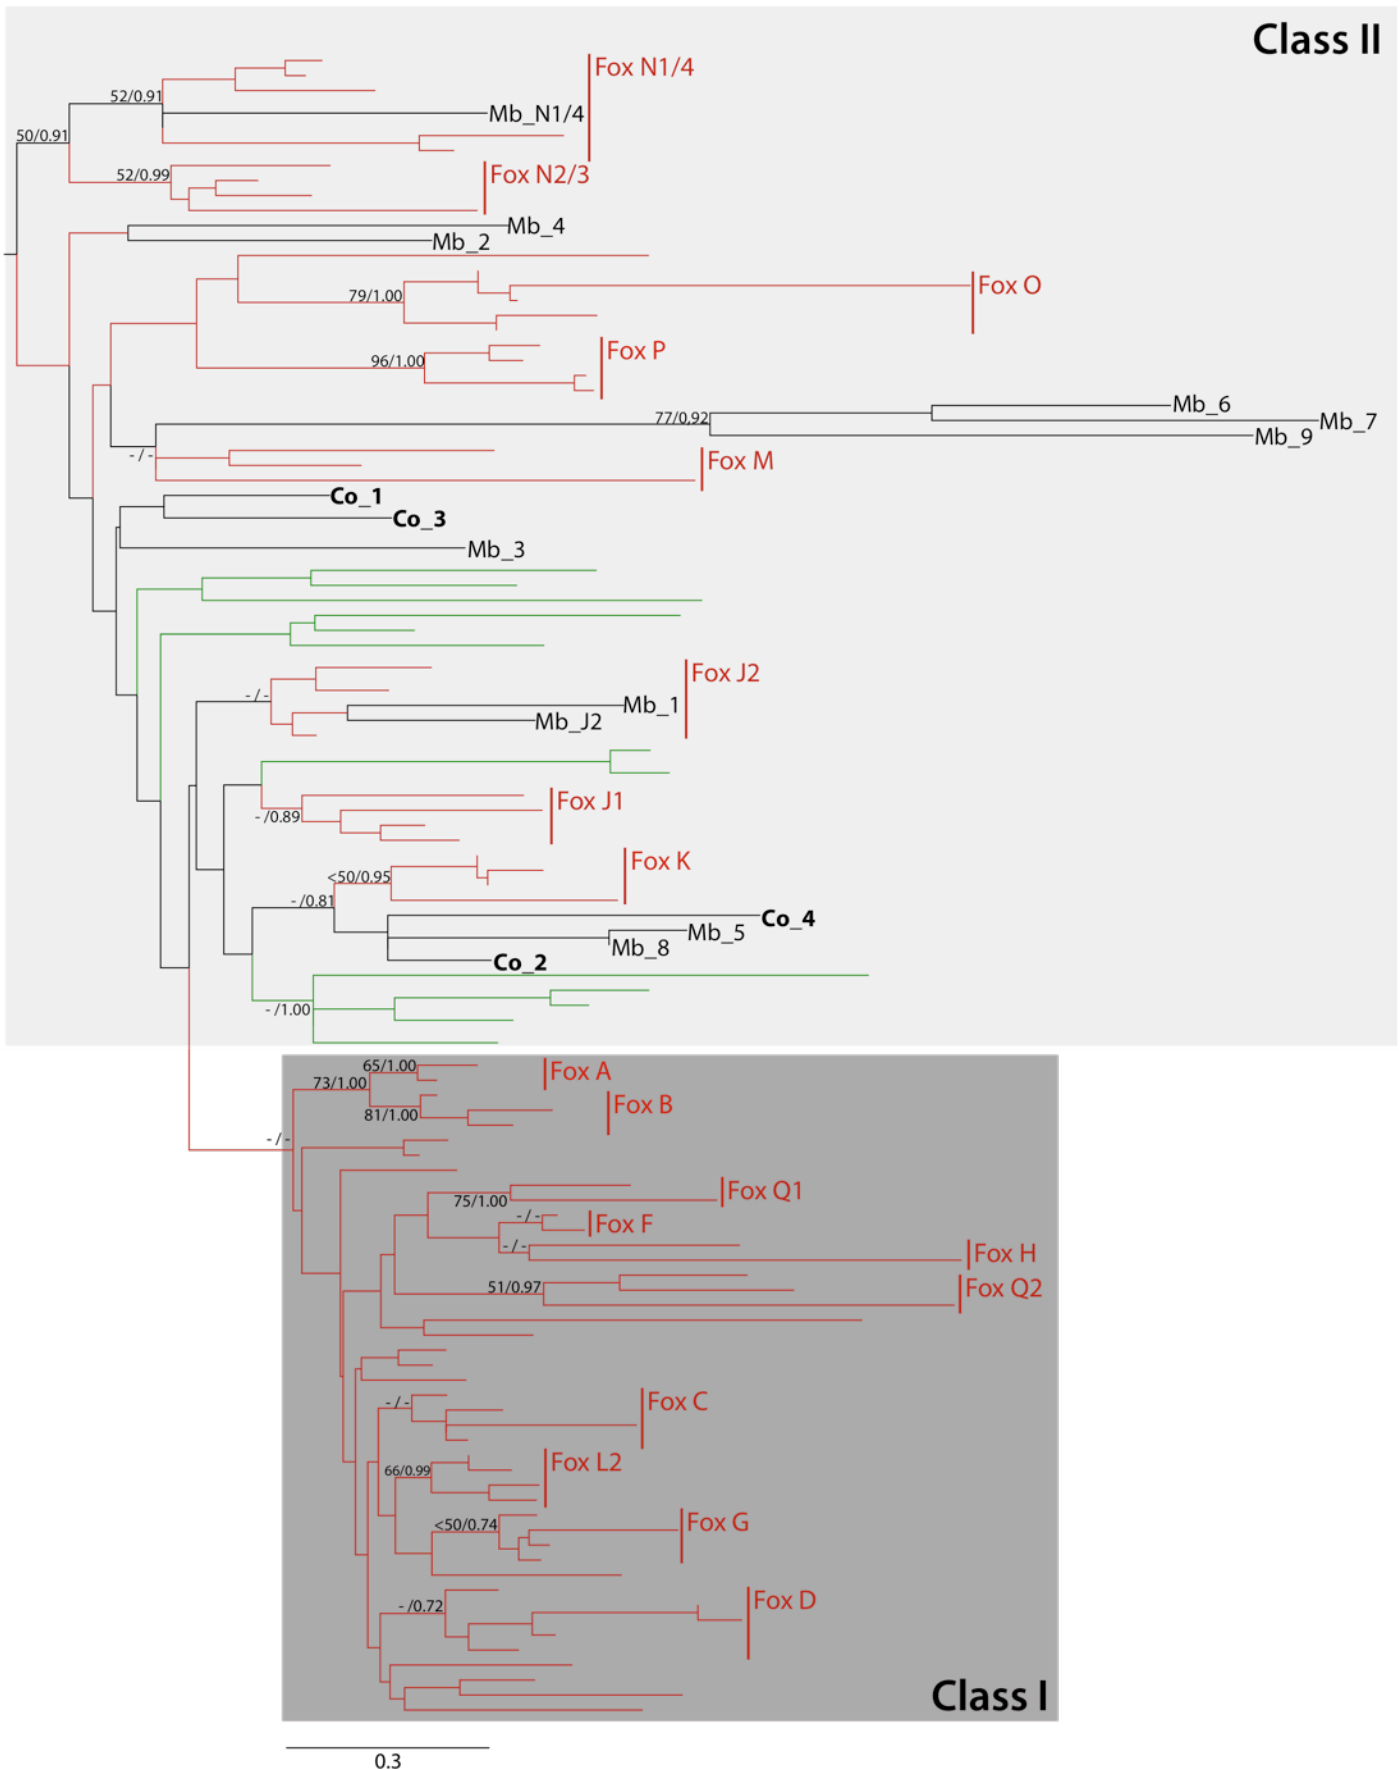 Class II
Fox N1/4
52/0.91
Mb_N1/4
50/0.91
52/0.99
Fox N2/3
Mb_4
Mb_2
Fox O
79/1.00
Fox P
96/1.00
Mb_6
77/0.92
Mb_7
Mb_9
-/-
Fox M
Co_1
Co_3
Mb_3
Fox J2
-/-
Mb_1
Mb_J2
Fox J1
-/0.89
Fox K
<50/0.95
-/0.81
Co_4
Mb_5
Mb_8
Co_2
-/1.00
65/1.00
Fox A
73/1.00
Fox B
81/1.00
-/-
Fox Q1
75/1.00
-/-
Fox F
-/-
Fox H
51/0.97
Fox Q2
-/-
Fox C
Fox L2
66/0.99
Fox G
<50/0.74
Fox D
-/0.72
Class I
0.3